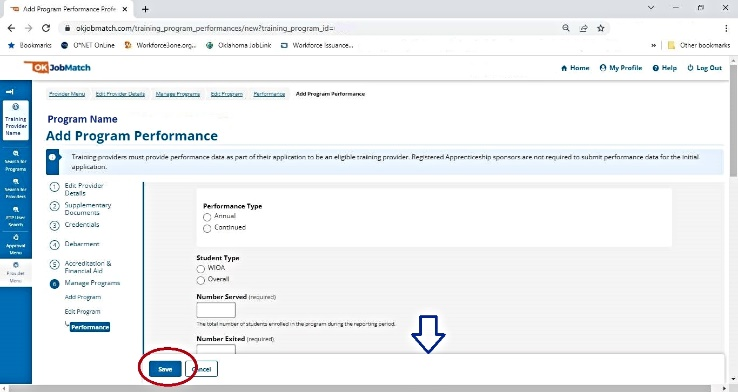 Add Program Performance Profi
okjobmatch.com/training_program_performances/new?training_program_id=
Bookmarks O*NET OnLine Workforce3one.org... Oklahoma JobLink Workforce Issuance... » Other bookmarks
OKJobMatch
Home My Profile Help Log Out
Provider Menu Edit Provider Details Manage Programs Edit Program Performance Add Program Performance
Training
Provider
Name
Search for
Programs
Search for
Providers
ETP User
Search
Approval
Menu
Provider
Menu
Program Name
Add Program Performance
Training providers must provide performance data as part of their application to be an eligible training provider. Registered Apprenticeship sponsors are not required to submit performance data for the initial
application.
1 Edit Provider
Details
2 Supplementary
Documents
3 Credentials
4 Debarment
5 Accreditation &
Financial Aid
6 Manage Programs
Add Program
Edit Program
Performance
Performance Type
Annual
Continued
Student Type
WIOA
Overall
Number Served (required)
The total number of students enrolled in the program during the reporting period.
Number Exited (required)
Save Cancel